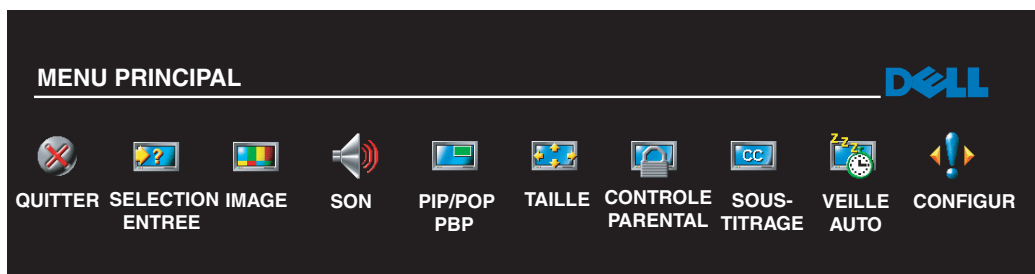 MENU PRINCIPAL
DELL
?
CC
Z Z Z Z
QUITTER
SELECTION
ENTREE
IMAGE
SON
PIP/POP
PBP
TAILLE
CONTROLE
PARENTAL
SOUS-
TITRAGE
VEILLE
AUTO
CONFIGUR